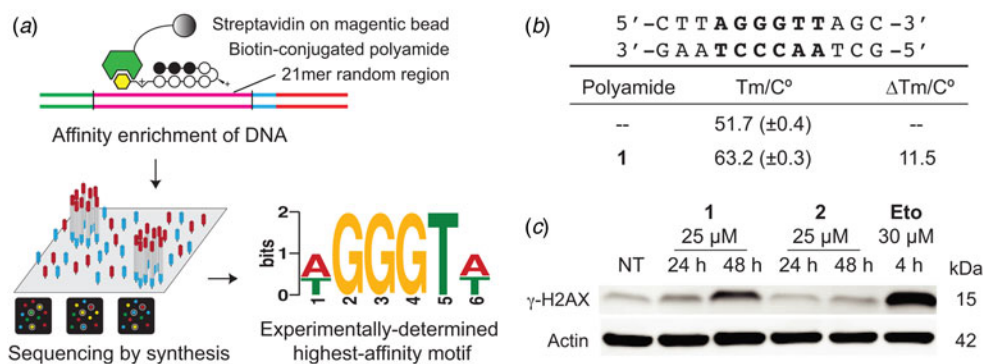 (a)
Streptavidin on magentic bead
Biotin-conjugated polyamide
21mer random region
Affinity enrichment of DNA
Sequencing by synthesis
2
1
0
bits
A GGGT A
T T
1 2 3 4 5 6
Experimentally-determined
highest-affinity motif
(b)
5’-CTTAGGGTTAGC-3’
3’-GAATCCCAATCG-5’
Polyamide Tm/Cº ΔTm/Cº
-- 51.7 (±0.4) --
1 63.2 (±0.3) 11.5
(c)
1 2 Eto
25 μM 25 μM 30 μM
NT 24 h 48 h 24 h 48 h 4 h kDa
γ-H2AX 15
Actin 42